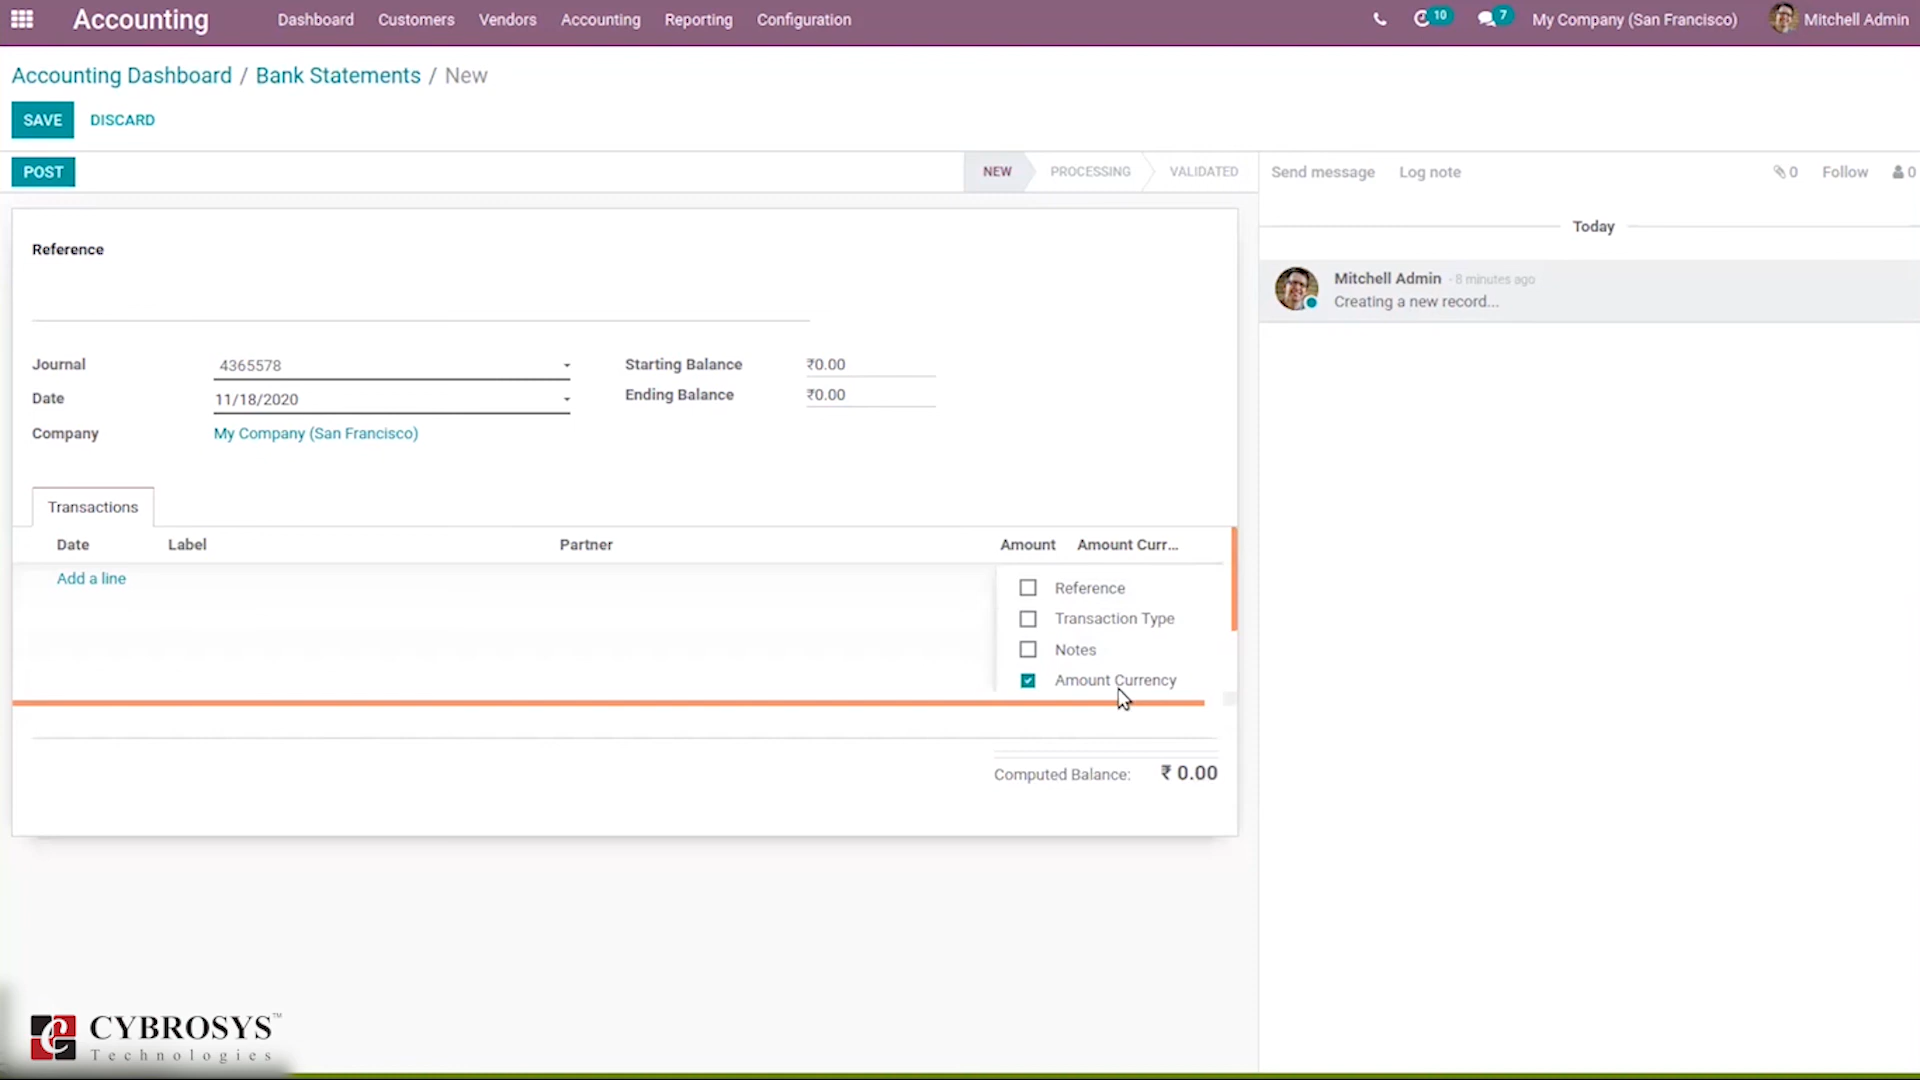 Accounting Dashboard Customers Vendors Accounting Reporting Configuration 10 7 My Company (San Francisco) Mitchell Admin
Accounting Dashboard / Bank Statements / New
SAVE DISCARD
POST NEW PROCESSING VALIDATED Send message Log note 0 Follow 0
Today
Reference
Mitchell Admin - 8 minutes ago
Creating a new record...
Journal 4365578 Starting Balance ₹0.00
Date 11/18/2020 Ending Balance ₹0.00
Company My Company (San Francisco)
Transactions
Date Label Partner Amount Amount Curr...
Add a line
Reference
Transaction Type
Notes
Amount Currency
Computed Balance: ₹ 0.00
CYBROSYS™
Technologies